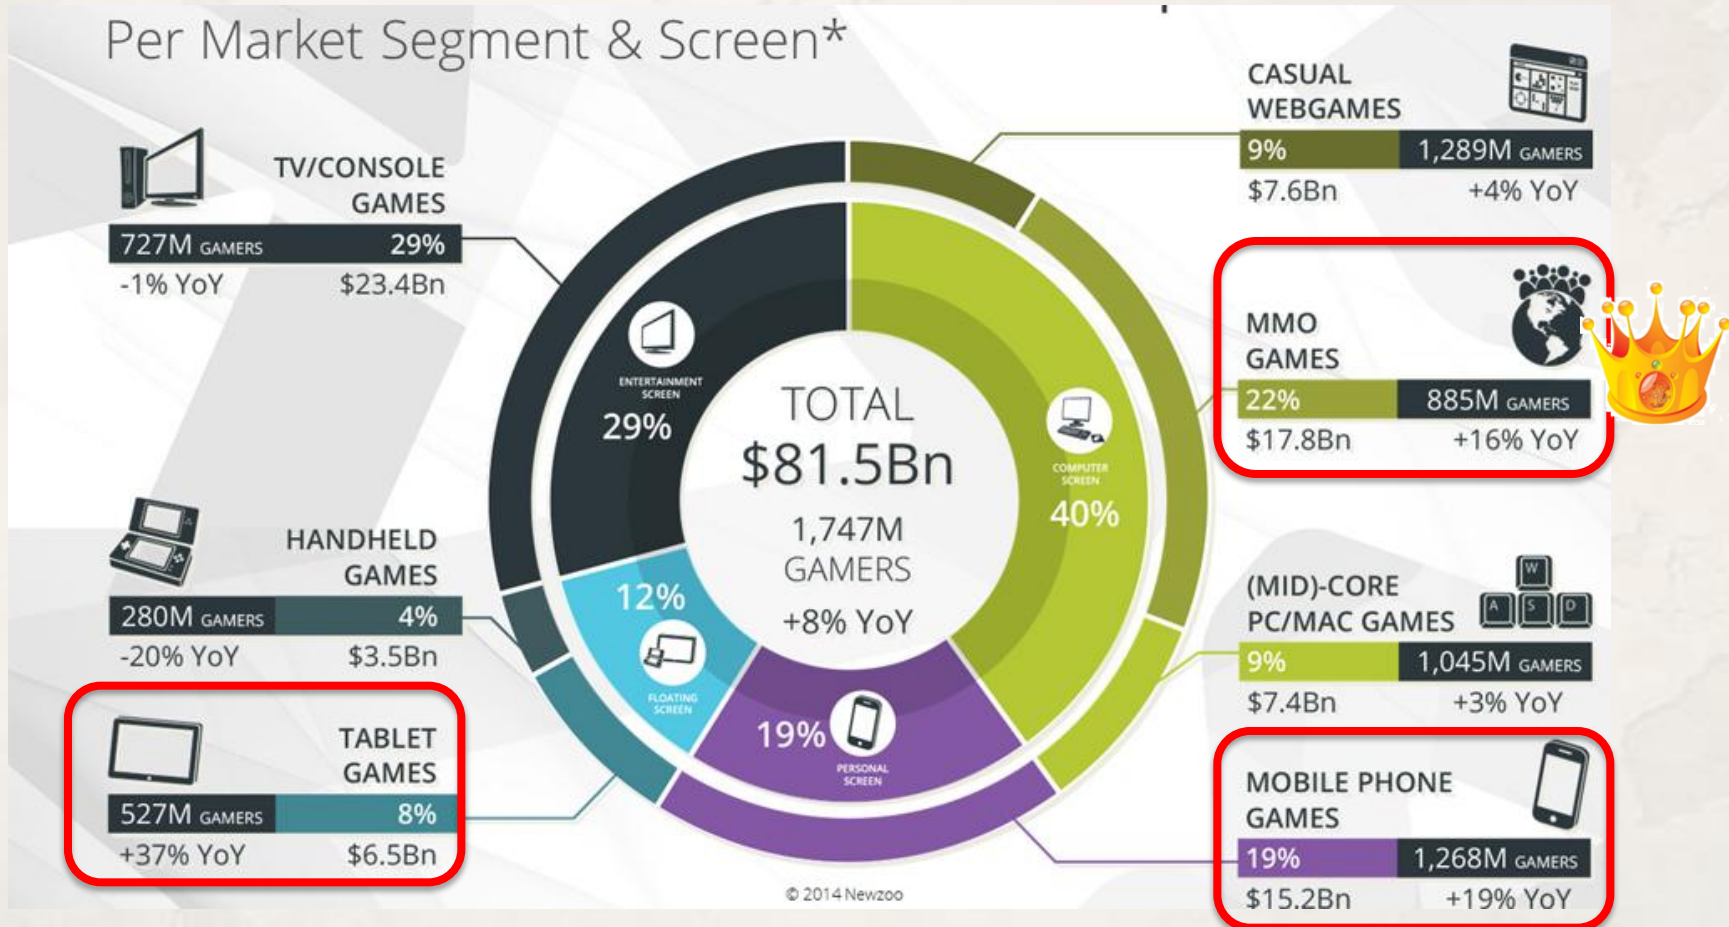 Per Market Segment & Screen*
TV/CONSOLE
GAMES
727M GAMERS 29%
-1% YoY $23.4Bn
HANDHELD
GAMES
280M GAMERS 4%
-20% YoY $3.5Bn
TABLET
GAMES
527M GAMERS 8%
+37% YoY $6.5Bn
ENTERTAINMENT
SCREEN
29%
12%
FLOATING
SCREEN
19%
PERSONAL
SCREEN
COMPUTER
SCREEN
40%
TOTAL
$81.5Bn
1,747M
GAMERS
+8% YoY
© 2014 Newzoo
CASUAL
WEBGAMES
9% 1,289M GAMERS
$7.6Bn +4% YoY
MMO
GAMES
22% 885M GAMERS
$17.8Bn +16% YoY
(MID)-CORE
PC/MAC GAMES
W
A S D
9% 1,045M GAMERS
$7.4Bn +3% YoY
MOBILE PHONE
GAMES
19% 1,268M GAMERS
$15.2Bn +19% YoY